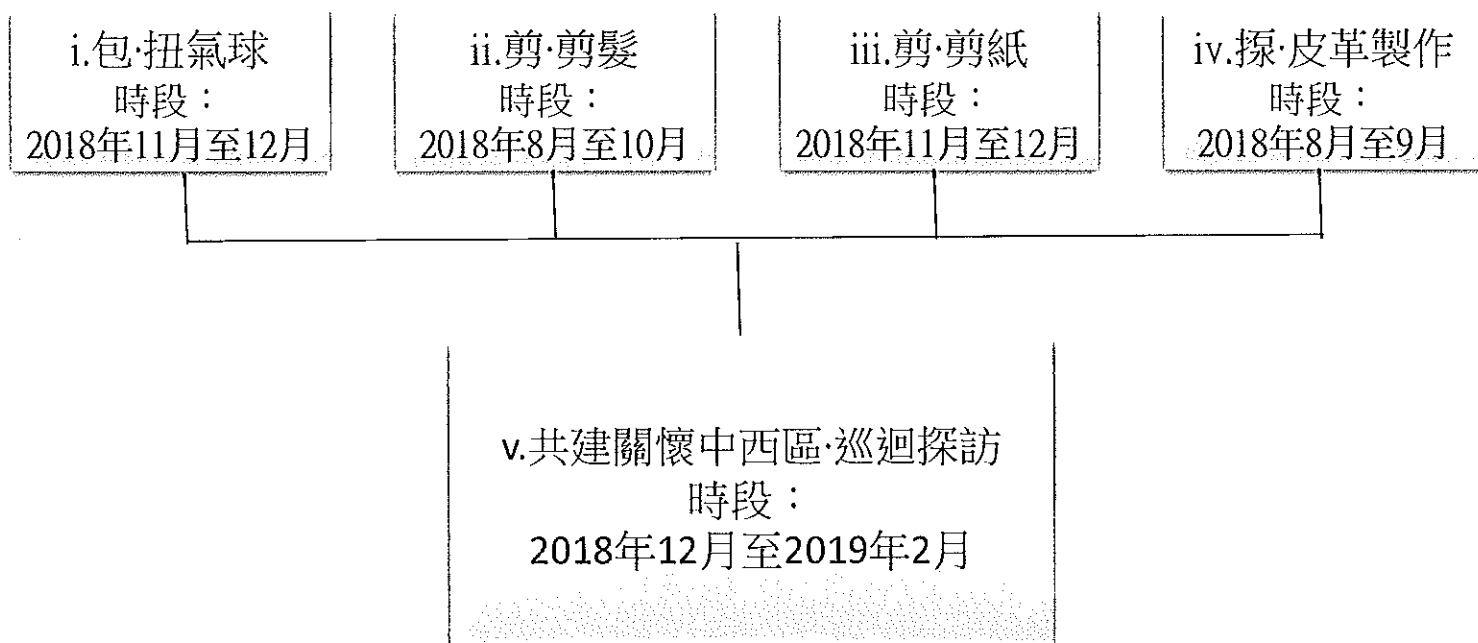 i.包·扭氣球
時段：
2018年11月至12月
ii.剪·剪髮
時段：
2018年8月至10月
iii.剪·剪紙
時段：
2018年11月至12月
iv.揼·皮革製作
時段：
2018年8月至9月
v.共建關懷中西區·巡迴探訪
時段：
2018年12月至2019年2月